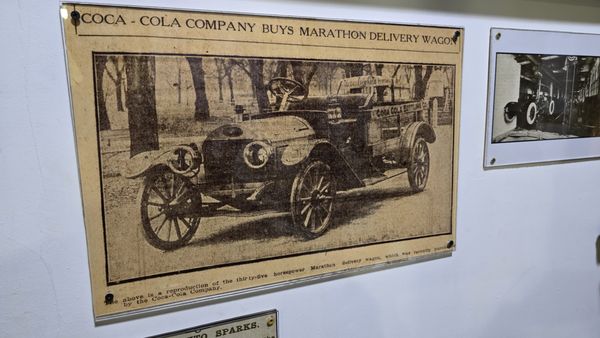 COCA - COLA COMPANY BUYS MARATHON DELIVERY WAGON
COCA COLA
The above is a reproduction of the thirty-five horsepower Marathon delivery wagon, which was recently
by the Coca-Cola Company.
TO SPARKS.